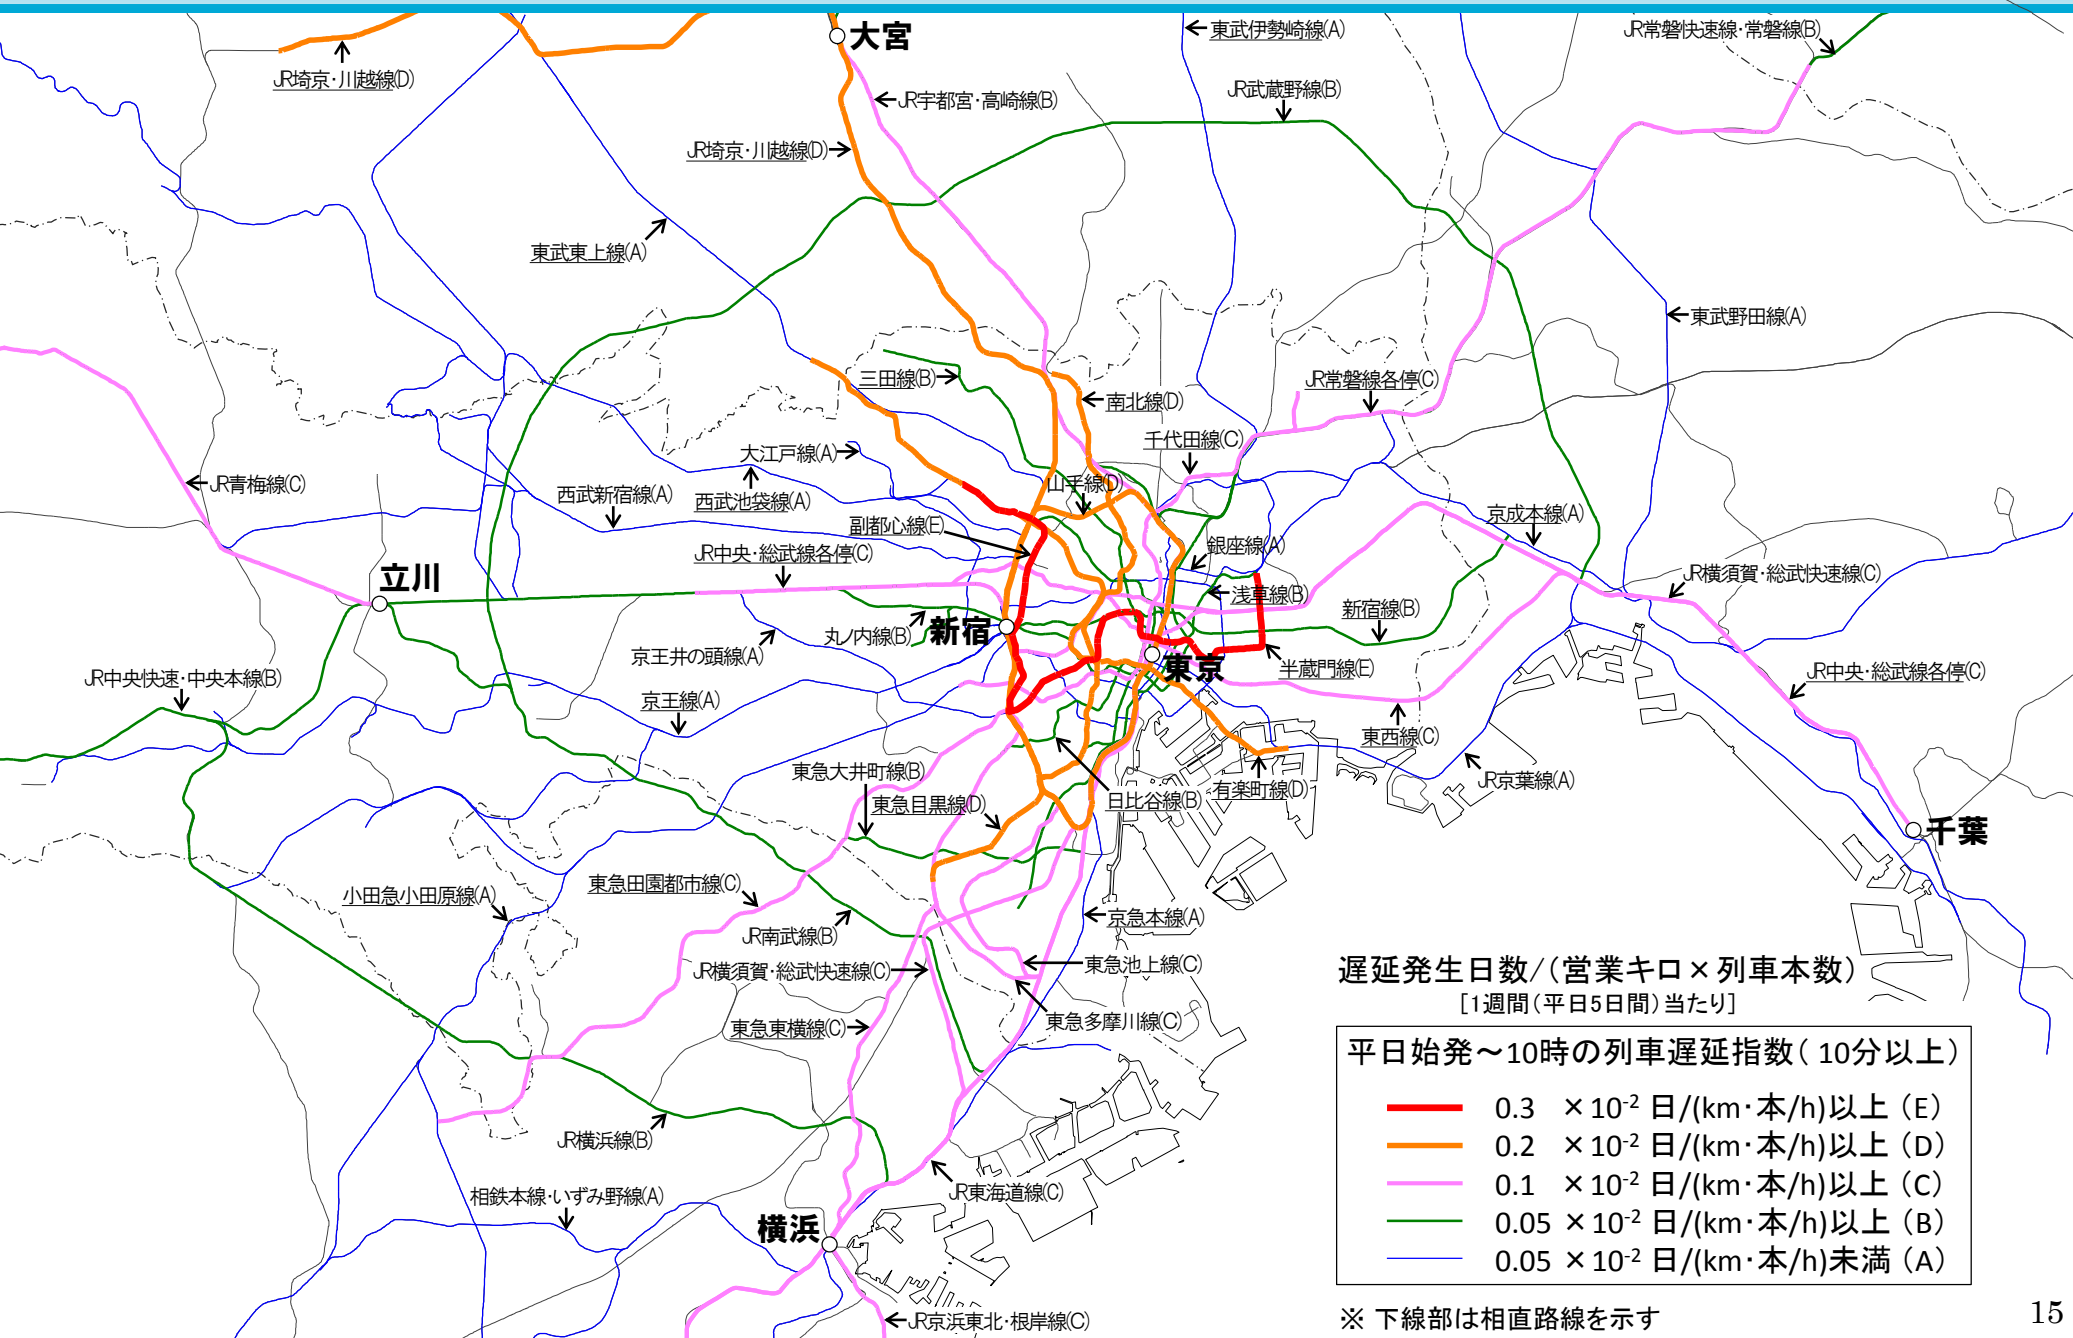 大宮
東武伊勢崎線(A)
JR常磐快速線・常磐線(B)
JR埼京・川越線(D)
JR宇都宮・高崎線(B)
JR武蔵野線(B)
JR埼京・川越線(D)
東武東上線(A)
東武野田線(A)
三田線(B)
南北線(D)
JR常磐線各停(C)
千代田線(C)
大江戸線(A)
JR青梅線(C)
西武新宿線(A)
西武池袋線(A)
山手線(D)
京成本線(A)
副都心線(E)
銀座線(A)
JR中央・総武線各停(C)
立川
JR横須賀・総武快速線(C)
浅草線(B)
新宿線(B)
丸ノ内線(B)
新宿
京王井の頭線(A)
東京
半蔵門線(E)
JR中央快速・中央本線(B)
JR中央・総武線各停(C)
京王線(A)
東西線(C)
東急大井町線(B)
JR京葉線(A)
東急目黒線(D)
日比谷線(B)
有楽町線(D)
千葉
小田急小田原線(A)
東急田園都市線(C)
京急本線(A)
JR南武線(B)
東急池上線(C)
JR横須賀・総武快速線(C)
東急多摩川線(C)
東急東横線(C)
JR横浜線(B)
相鉄本線・いずみ野線(A)
JR東海道線(C)
横浜
JR京浜東北・根岸線(C)
遅延発生日数/(営業キロ×列車本数)
[1週間(平日5日間)当たり]
平日始発～10時の列車遅延指数( 10分以上)
0.3 ×10⁻² 日/(km・本/h)以上 (E)
0.2 ×10⁻² 日/(km・本/h)以上 (D)
0.1 ×10⁻² 日/(km・本/h)以上 (C)
0.05 ×10⁻² 日/(km・本/h)以上 (B)
0.05 ×10⁻² 日/(km・本/h)未満 (A)
※ 下線部は相直路線を示す
15